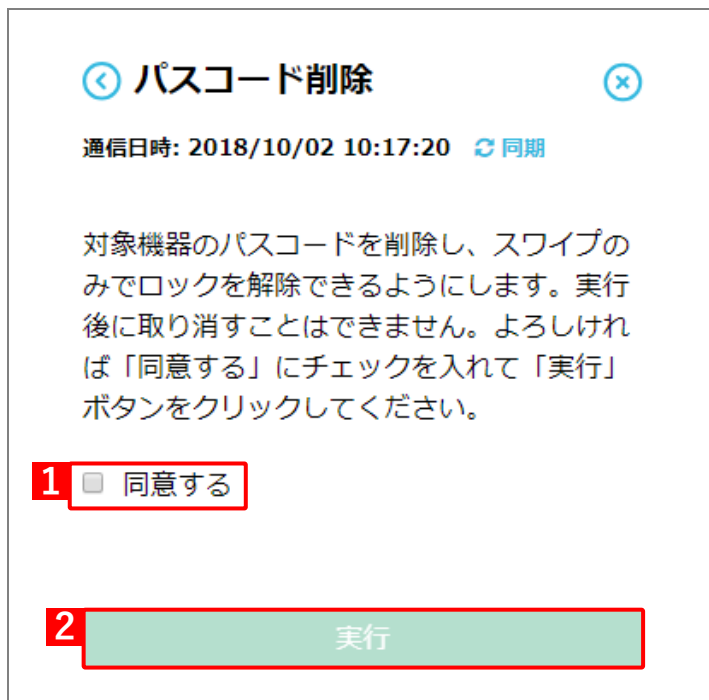 パスコード削除
通信日時: 2018/10/02 10:17:20 同期
対象機器のパスコードを削除し、スワイプの
みでロックを解除できるようにします。実行
後に取り消すことはできません。よろしけれ
ば「同意する」にチェックを入れて「実行」
ボタンをクリックしてください。
1 同意する
2 実行